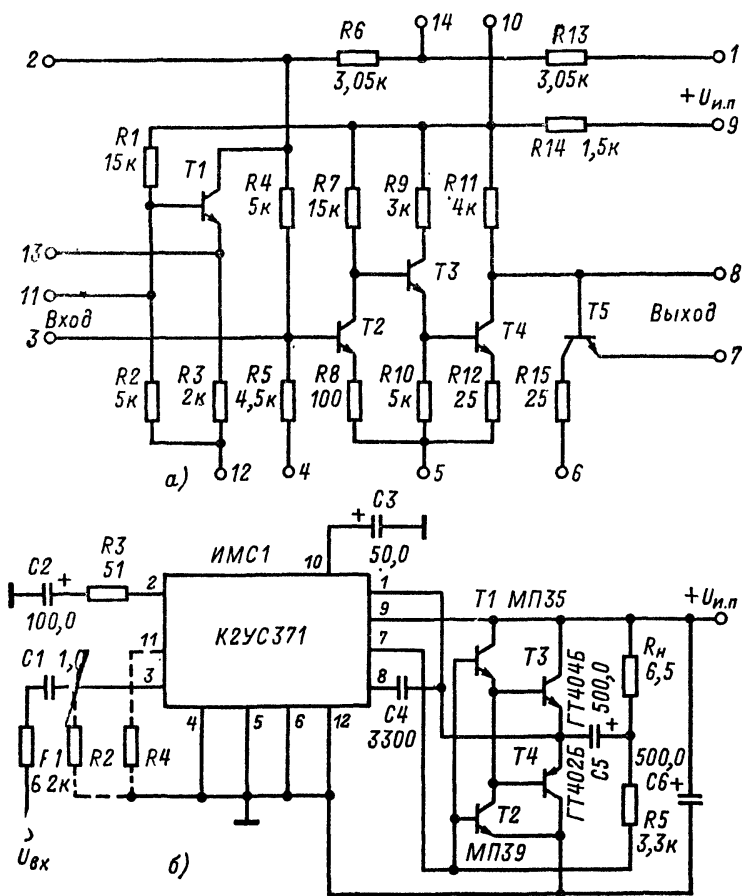 R6
3,05к
14
10
R13
3,05к
2
1
+Uи.п
9
R14 1,5к
R1
15к
T1
R4
5к
R7
15к
R9
3к
R11
4к
13
11
3
Вход
T2
T3
T4
8
T5
Выход
7
R2
5к
R3
2к
R5
4,5к
R8
100
R10
5к
R12
25
R15
25
а)
12
4
5
6
C3
+
50,0
ИМС1
10
C2
+
100,0
R3
51
2
1
9
7
8
К2УС371
11
3
4
5
6
12
C1
1,0
R2
R4
6 2к
Uвх
б)
C4
3300
T1 МП35
+Uи.п
T3
ГТ404Б
Rн
6,5
500,0
C5
+
T4
ГТ402Б
500,0
C6
+
T2
МП39
R5
3,3к